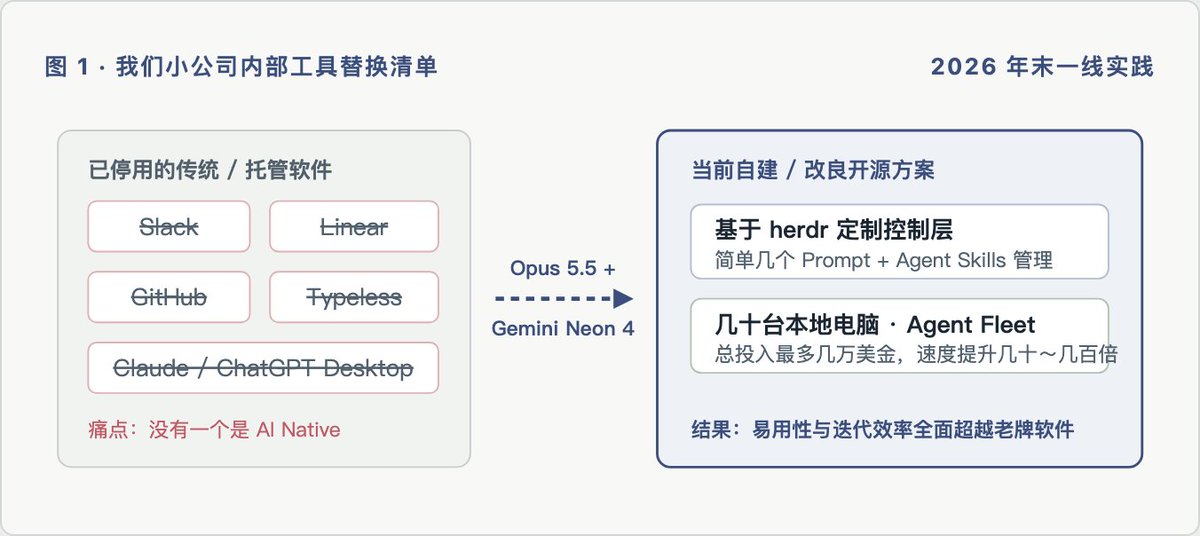 图 1 · 我们小公司内部工具替换清单
2026 年末一线实践
已停用的传统 / 托管软件
Slack
Linear
GitHub
Typeless
Claude / ChatGPT Desktop
痛点：没有一个是 AI Native
Opus 5.5 +
Gemini Neon 4
当前自建 / 改良开源方案
基于 herdr 定制控制层
简单几个 Prompt + Agent Skills 管理
几十台本地电脑 · Agent Fleet
总投入最多几万美金，速度提升几十～几百倍
结果：易用性与迭代效率全面超越老牌软件